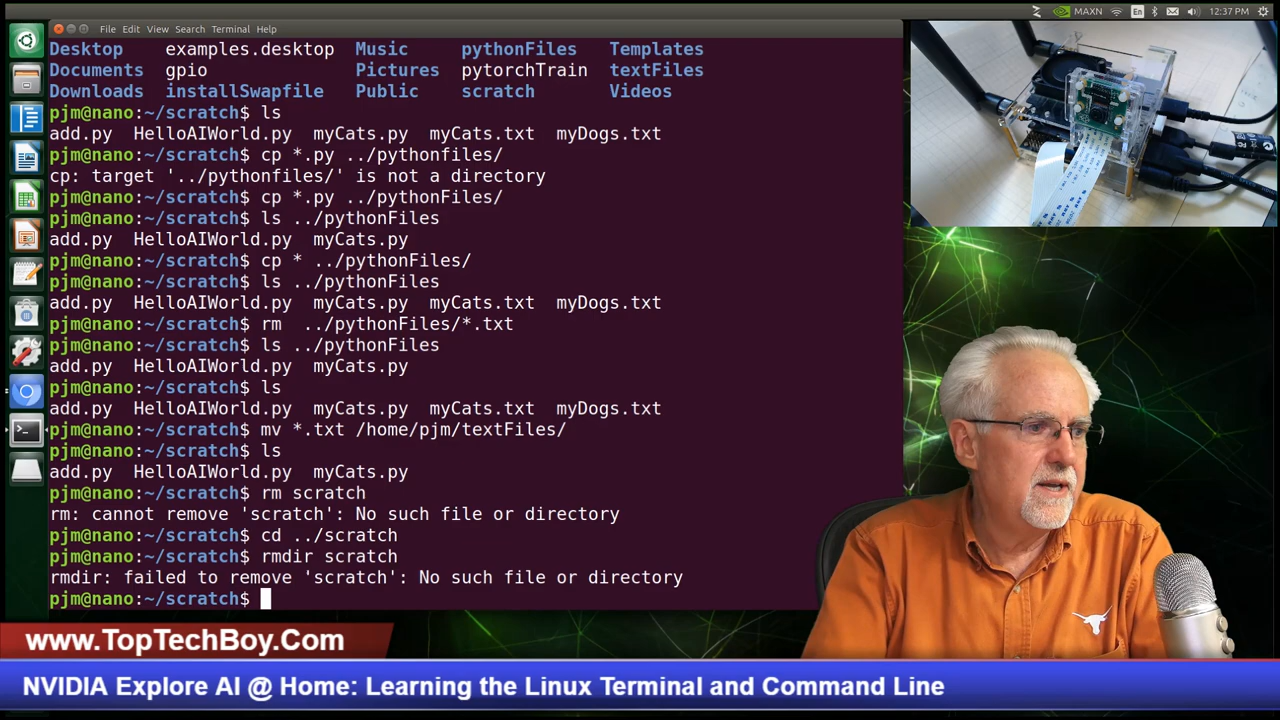 File Edit View Search Terminal Help
MAXN En 12:37 PM
Desktop examples.desktop Music pythonFiles Templates
Documents gpio Pictures pytorchTrain textFiles
Downloads installSwapfile Public scratch Videos
pjm@nano:~/scratch$ ls
add.py HelloAIWorld.py myCats.py myCats.txt myDogs.txt
pjm@nano:~/scratch$ cp *.py ../pythonfiles/
cp: target '../pythonfiles/' is not a directory
pjm@nano:~/scratch$ cp *.py ../pythonFiles/
pjm@nano:~/scratch$ ls ../pythonFiles
add.py HelloAIWorld.py myCats.py
pjm@nano:~/scratch$ cp * ../pythonFiles/
pjm@nano:~/scratch$ ls ../pythonFiles
add.py HelloAIWorld.py myCats.py myCats.txt myDogs.txt
pjm@nano:~/scratch$ rm  ../pythonFiles/*.txt
pjm@nano:~/scratch$ ls ../pythonFiles
add.py HelloAIWorld.py myCats.py
pjm@nano:~/scratch$ ls
add.py HelloAIWorld.py myCats.py myCats.txt myDogs.txt
pjm@nano:~/scratch$ mv *.txt /home/pjm/textFiles/
pjm@nano:~/scratch$ ls
add.py HelloAIWorld.py myCats.py
pjm@nano:~/scratch$ rm scratch
rm: cannot remove 'scratch': No such file or directory
pjm@nano:~/scratch$ cd ../scratch
pjm@nano:~/scratch$ rmdir scratch
rmdir: failed to remove 'scratch': No such file or directory
pjm@nano:~/scratch$
www.TopTechBoy.Com
NVIDIA Explore AI @ Home: Learning the Linux Terminal and Command Line